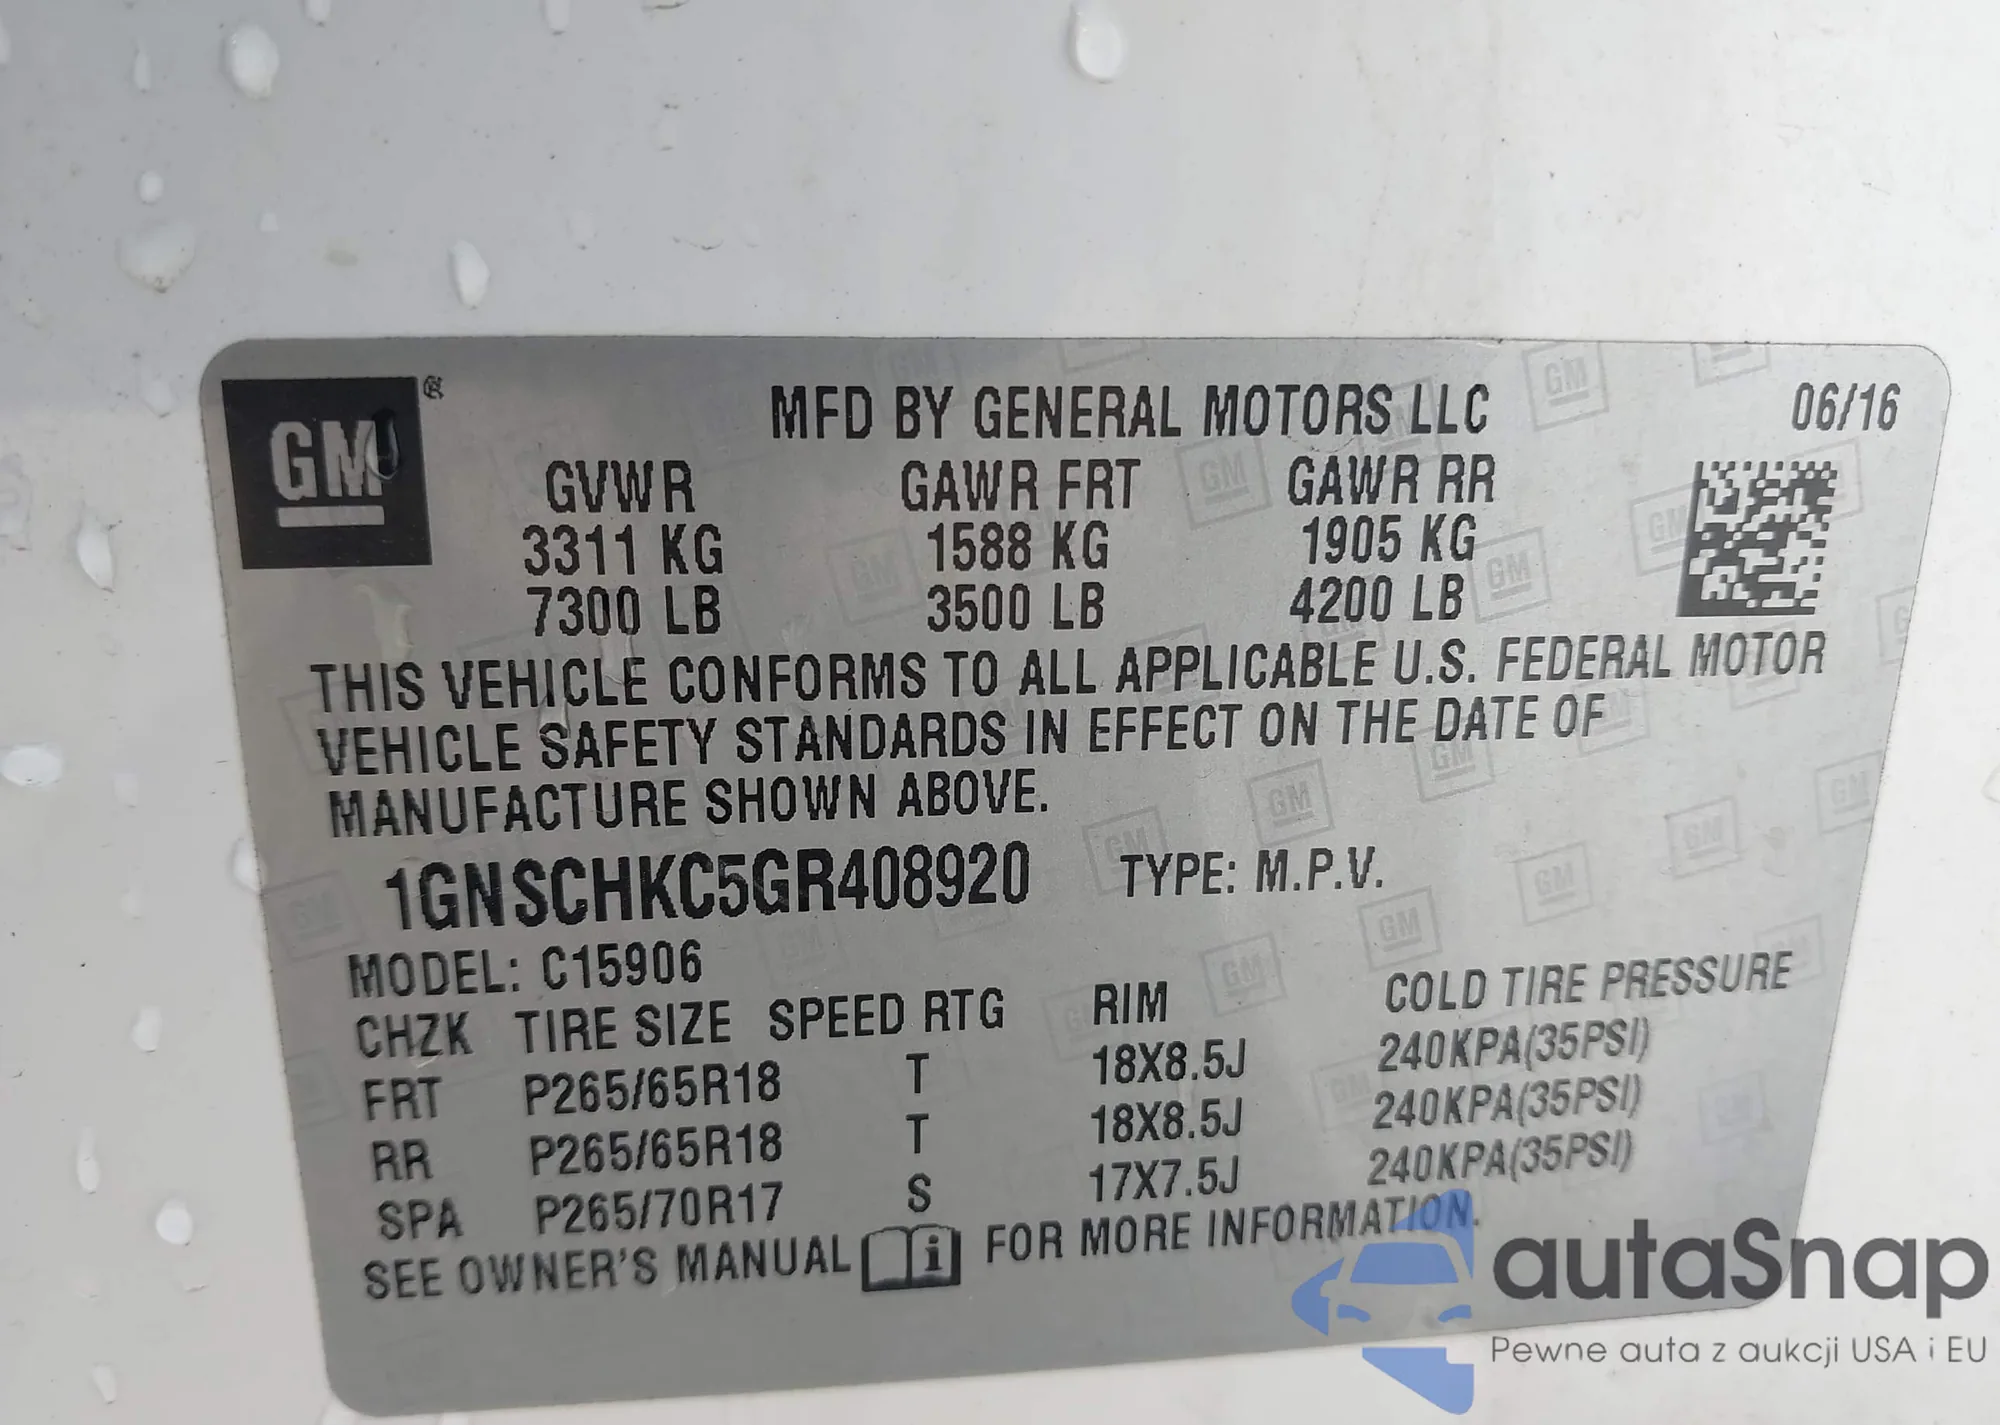 GM ®
MFD BY GENERAL MOTORS LLC 06/16
GVWR GAWR FRT GAWR RR
3311 KG 1588 KG 1905 KG
7300 LB 3500 LB 4200 LB
THIS VEHICLE CONFORMS TO ALL APPLICABLE U.S. FEDERAL MOTOR
VEHICLE SAFETY STANDARDS IN EFFECT ON THE DATE OF
MANUFACTURE SHOWN ABOVE.
1GNSCHKC5GR408920 TYPE: M.P.V.
MODEL: C15906
CHZK TIRE SIZE SPEED RTG RIM COLD TIRE PRESSURE
FRT P265/65R18 T 18X8.5J 240KPA(35PSI)
RR P265/65R18 T 18X8.5J 240KPA(35PSI)
SPA P265/70R17 S 17X7.5J 240KPA(35PSI)
SEE OWNER'S MANUAL i FOR MORE INFORMATION.
autaSnap
Pewne auta z aukcji USA i EU